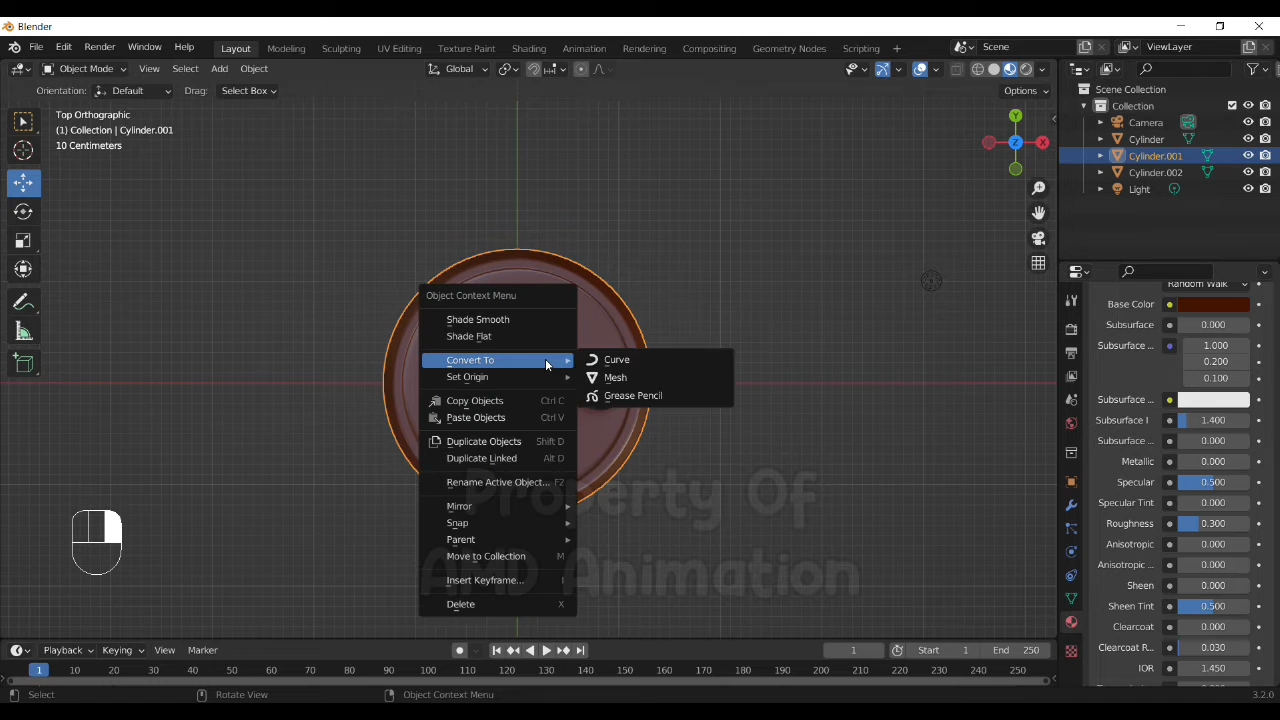 Blender
File Edit Render Window Help
Layout Modeling Sculpting UV Editing Texture Paint Shading Animation Rendering Compositing Geometry Nodes Scripting + Scene ViewLayer
Object Mode View Select Add Object Global
Orientation: Default Drag: Select Box Options
Top Orthographic
(1) Collection | Cylinder.001
10 Centimeters
Y
Z
X
Scene Collection
Collection
Camera
Cylinder
Cylinder.001
Cylinder.002
Light
Object Context Menu
Shade Smooth
Shade Flat
Convert To
Set Origin
Copy Objects Ctrl C
Paste Objects Ctrl V
Duplicate Objects Shift D
Duplicate Linked Alt D
Rename Active Object... F2
Mirror
Snap
Parent
Move to Collection M
Insert Keyframe... I
Delete X
Curve
Mesh
Grease Pencil
Property Of
AMD Animation
Random Walk
Base Color
Subsurface 0.000
Subsurface ... 1.000
0.200
0.100
Subsurface ...
Subsurface I 1.400
Subsurface ... 0.000
Metallic 0.000
Specular 0.500
Specular Tint 0.000
Roughness 0.300
Anisotropic 0.000
Anisotropic ... 0.000
Sheen 0.000
Sheen Tint 0.500
Clearcoat 0.000
Clearcoat R... 0.030
IOR 1.450
Playback Keying View Marker 1 Start 1 End 250
1 10 20 30 40 50 60 70 80 90 100 110 120 130 140 150 160 170 180 190 200 210 220 230 240 250
Select Rotate View Object Context Menu 3.2.0